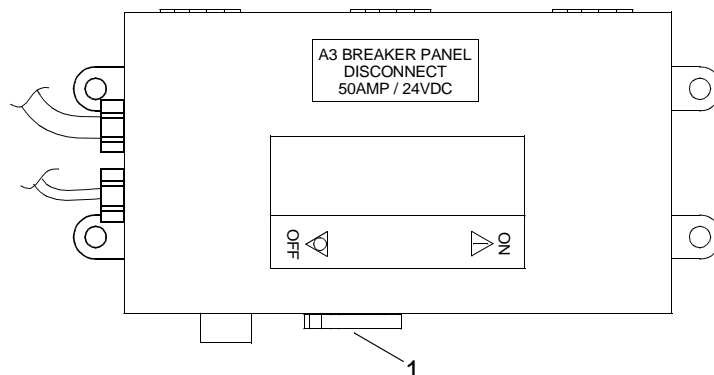 A3 BREAKER PANEL
DISCONNECT
50AMP / 24VDC
OFF
ON
1